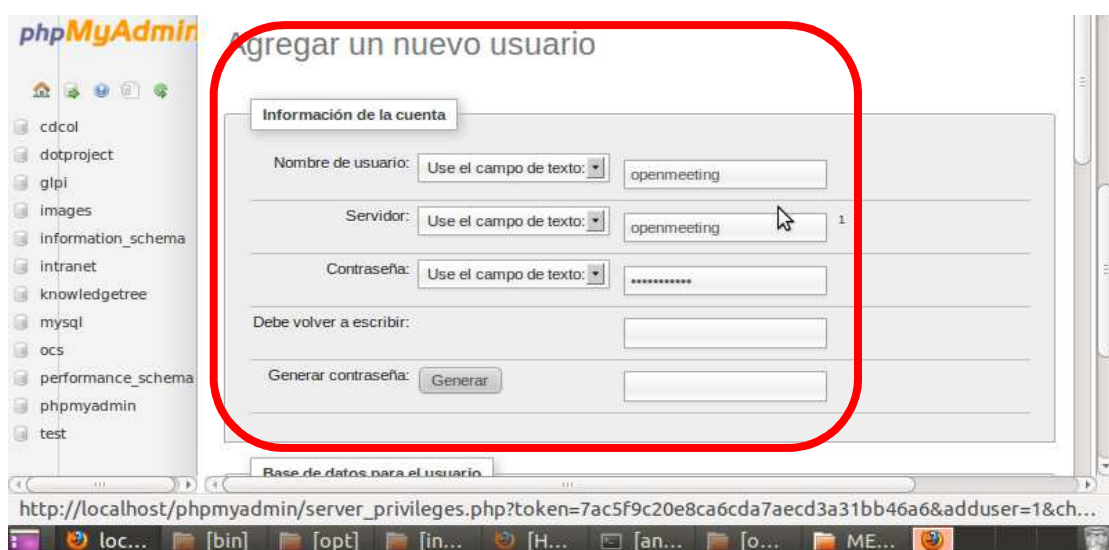 phpMyAdmin
cdcol
dotproject
glpi
images
information_schema
intranet
knowledgetree
mysql
ocs
performance_schema
phpmyadmin
test
Agregar un nuevo usuario
Información de la cuenta
Nombre de usuario: Use el campo de texto: openmeeting
Servidor: Use el campo de texto: openmeeting 1
Contraseña: Use el campo de texto: •••••••••••
Debe volver a escribir:
Generar contraseña: Generar
Base de datos para el usuario
http://localhost/phpmyadmin/server_privileges.php?token=7ac5f9c20e8ca6cda7aecd3a31bb46a6&adduser=1&ch...
loc... [bin] [opt] [in... [H... [an... [o... ME...